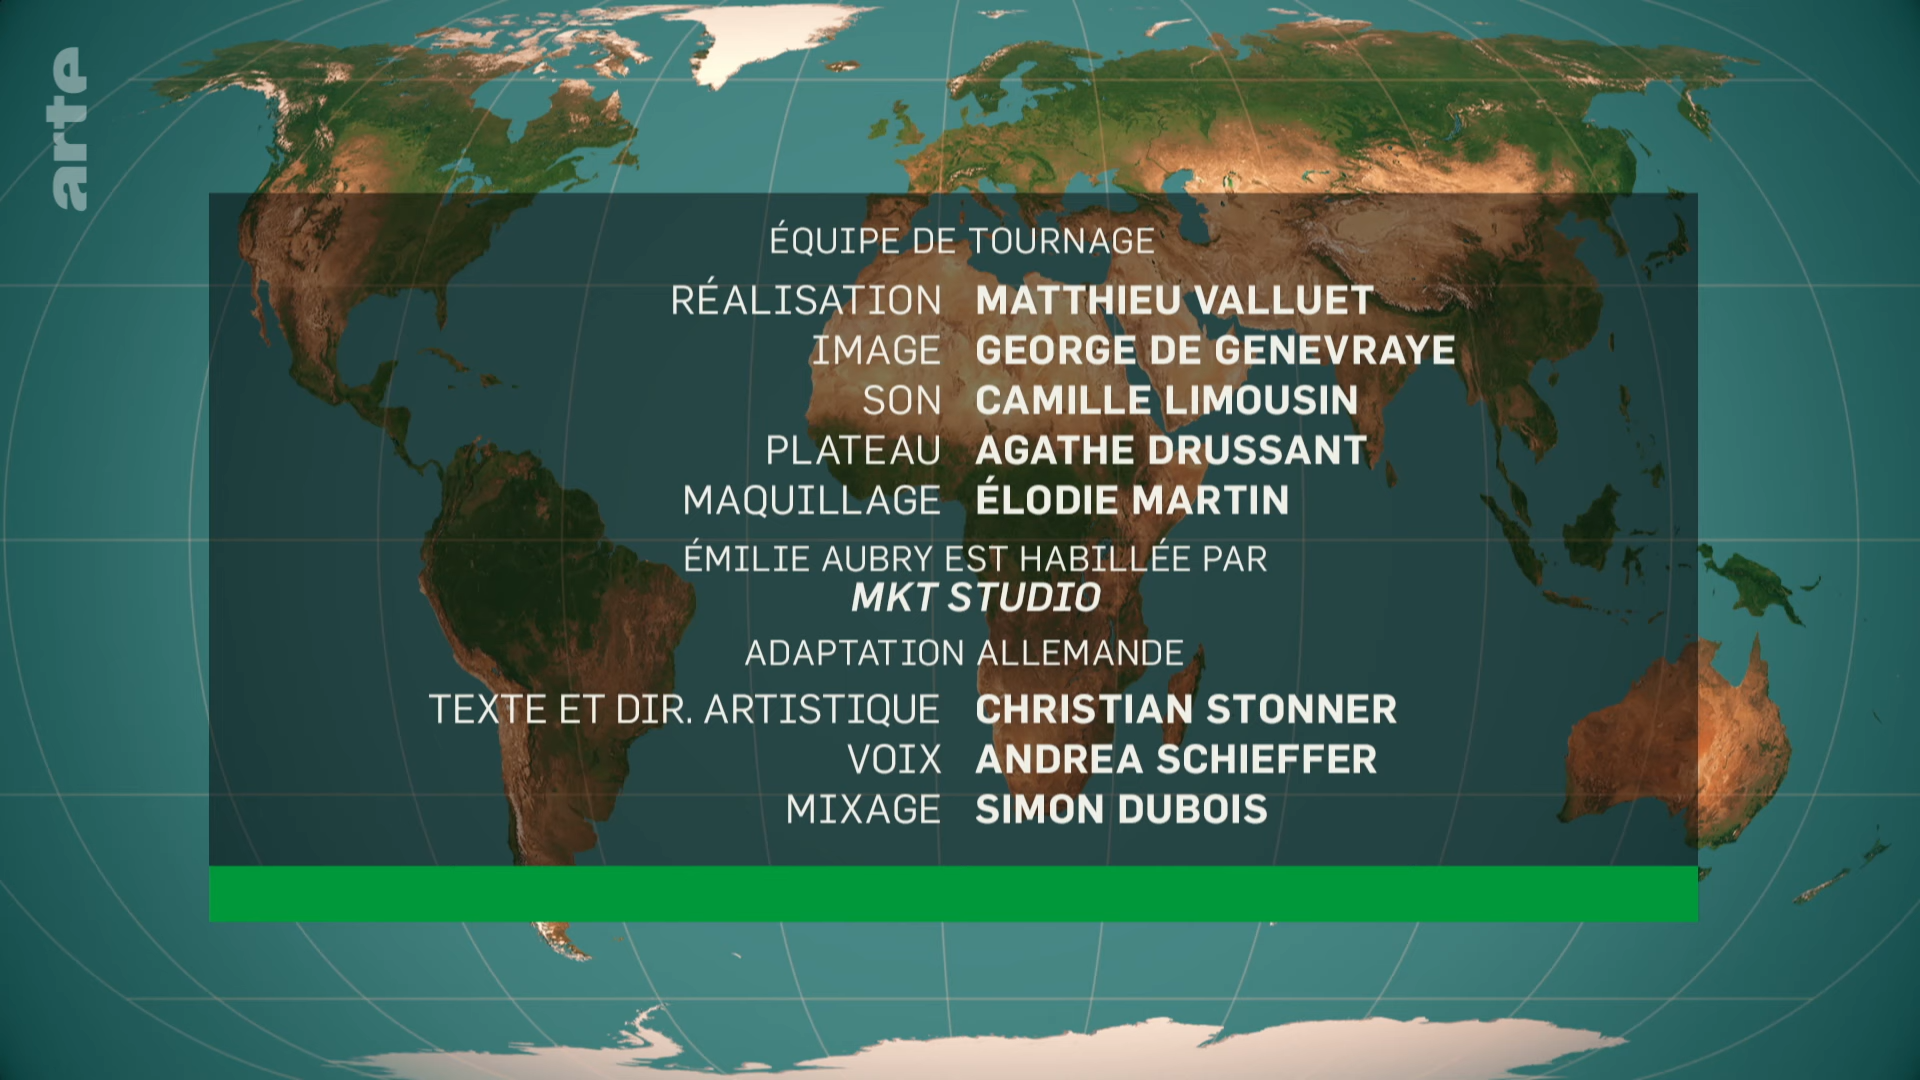 arte
ÉQUIPE DE TOURNAGE
RÉALISATION MATTHIEU VALLUET
IMAGE GEORGE DE GENEVRAYE
SON CAMILLE LIMOUSIN
PLATEAU AGATHE DRUSSANT
MAQUILLAGE ÉLODIE MARTIN
ÉMILIE AUBRY EST HABILLÉE PAR
MKT STUDIO
ADAPTATION ALLEMANDE
TEXTE ET DIR. ARTISTIQUE CHRISTIAN STONNER
VOIX ANDREA SCHIEFFER
MIXAGE SIMON DUBOIS